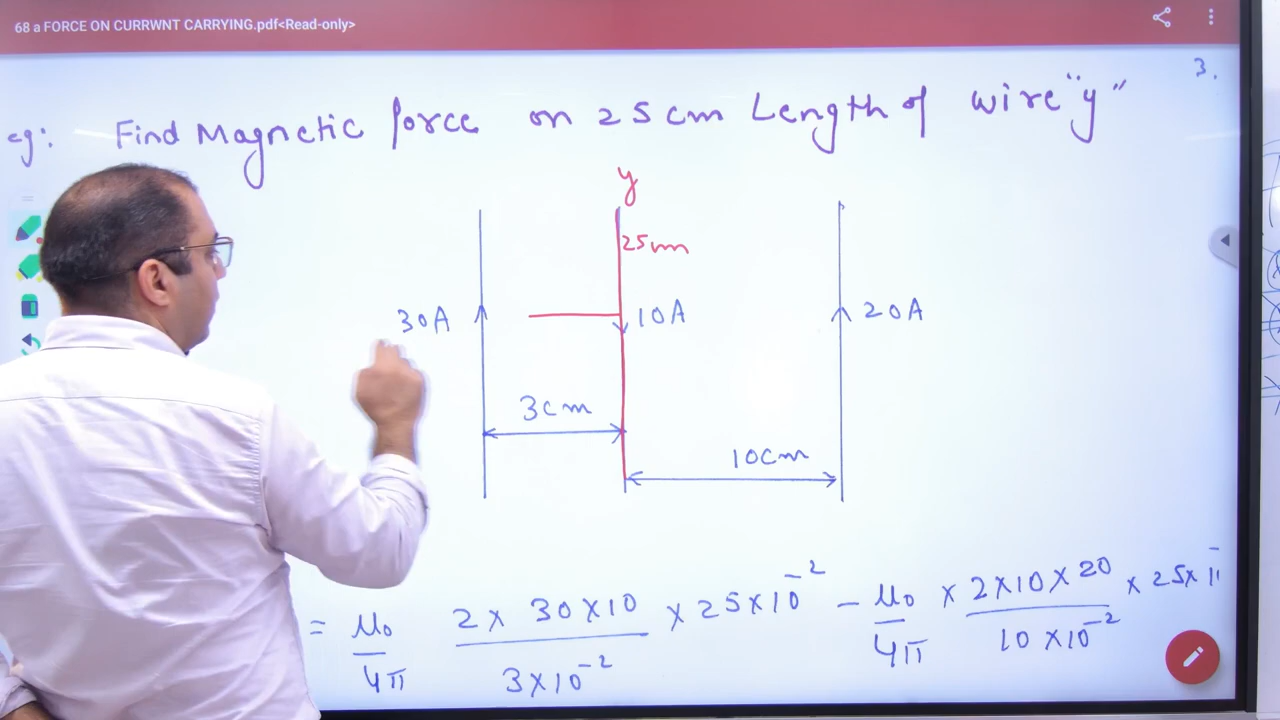 68 a FORCE ON CURRWNT CARRYING.pdf<Read-only>
3.
eg: Find Magnetic force on 25cm Length of wire "y"
y
25cm
30A 10A 20A
3cm
10cm
= μ₀/4π 2 × 30×10 / 3×10⁻² × 25×10⁻² − μ₀/4π × 2×10×20 / 10×10⁻² × 25×